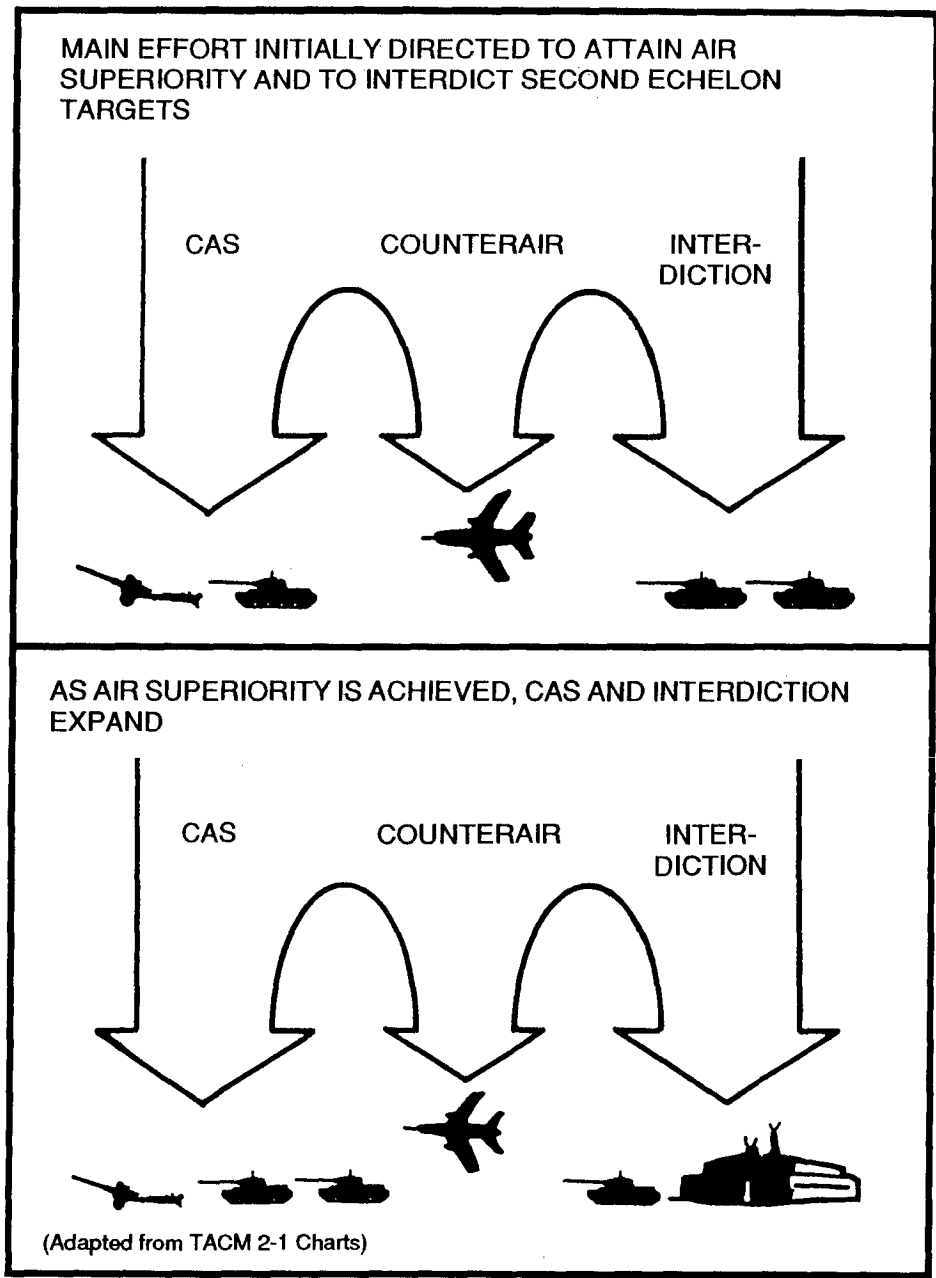 MAIN EFFORT INITIALLY DIRECTED TO ATTAIN AIR
SUPERIORITY AND TO INTERDICT SECOND ECHELON
TARGETS
CAS
COUNTERAIR
INTER-
DICTION
AS AIR SUPERIORITY IS ACHIEVED, CAS AND INTERDICTION
EXPAND
CAS
COUNTERAIR
INTER-
DICTION
(Adapted from TACM 2-1 Charts)